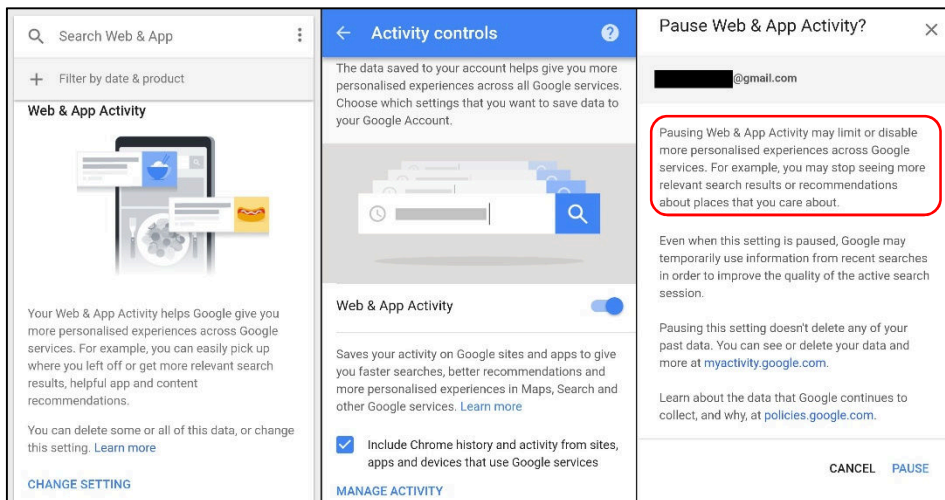 Search Web & App
Filter by date & product
Web & App Activity
Your Web & App Activity helps Google give you
more personalised experiences across Google
services. For example, you can easily pick up
where you left off or get more relevant search
results, helpful app and content
recommendations.
You can delete some or all of this data, or change
this setting. Learn more
CHANGE SETTING
Activity controls
The data saved to your account helps give you more
personalised experiences across all Google services.
Choose which settings that you want to save data to
your Google Account.
Web & App Activity
Saves your activity on Google sites and apps to give
you faster searches, better recommendations and
more personalised experiences in Maps, Search and
other Google services. Learn more
Include Chrome history and activity from sites,
apps and devices that use Google services
MANAGE ACTIVITY
Pause Web & App Activity?
@gmail.com
Pausing Web & App Activity may limit or disable
more personalised experiences across Google
services. For example, you may stop seeing more
relevant search results or recommendations
about places that you care about.
Even when this setting is paused, Google may
temporarily use information from recent searches
in order to improve the quality of the active search
session.
Pausing this setting doesn't delete any of your
past data. You can see or delete your data and
more at myactivity.google.com.
Learn about the data that Google continues to
collect, and why, at policies.google.com.
CANCEL PAUSE